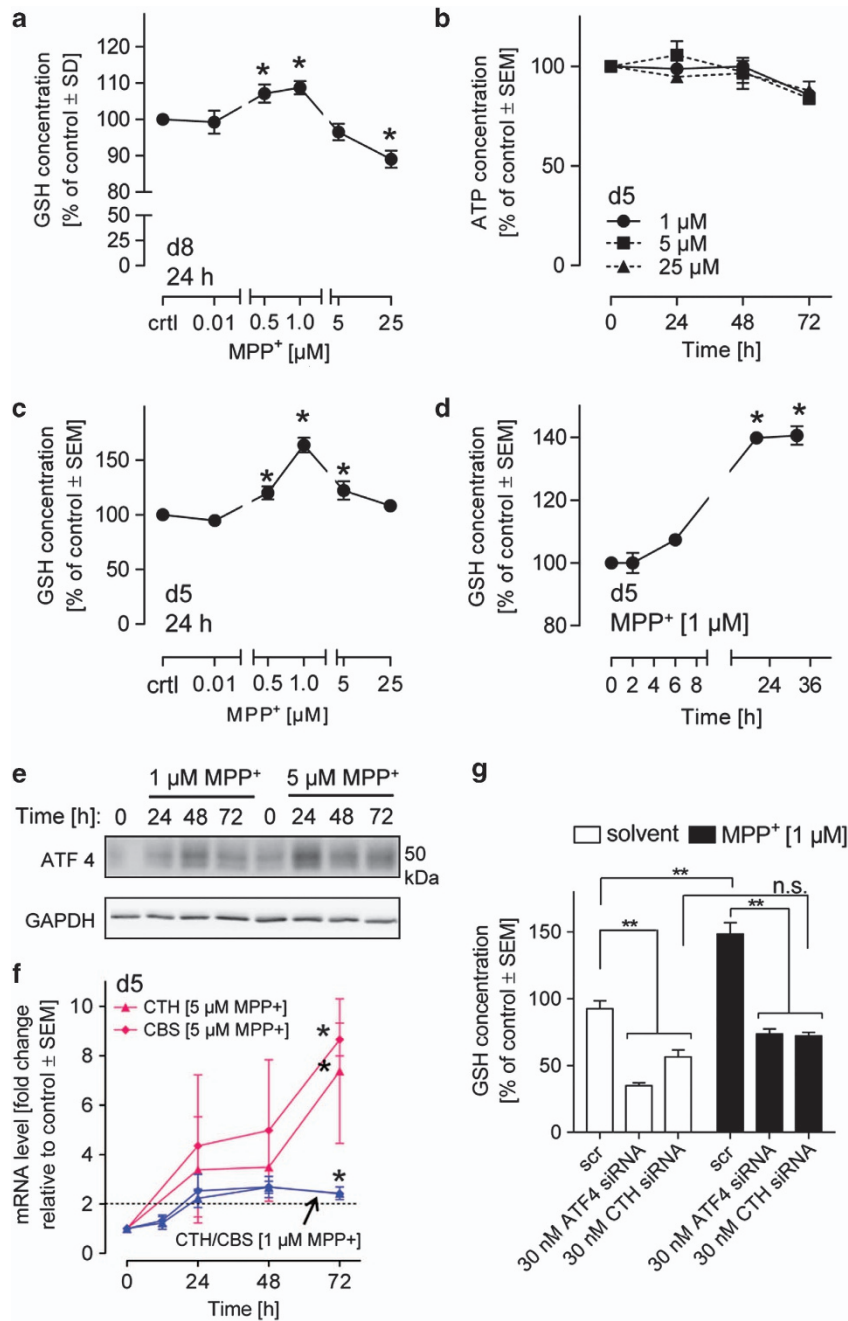 a
GSH concentration
[% of control ± SD]
120
110
100
90
80
50
25
0
d8
24 h
crtl 0.01 0.5 1.0 5 25
MPP⁺ [µM]
b
ATP concentration
[% of control ± SEM]
100
50
0
d5
1 µM
5 µM
25 µM
0 24 48 72
Time [h]
c
GSH concentration
[% of control ± SEM]
150
100
50
0
d5
24 h
crtl 0.01 0.5 1.0 5 25
MPP⁺ [µM]
d
GSH concentration
[% of control ± SEM]
140
120
100
80
d5
MPP⁺ [1 µM]
0 2 4 6 8 24 36
Time [h]
e
1 µM MPP⁺ 5 µM MPP⁺
Time [h]: 0 24 48 72 0 24 48 72
ATF 4
50
kDa
GAPDH
f
mRNA level [fold change
relative to control ± SEM]
10
8
6
4
2
0
d5
CTH [5 µM MPP+]
CBS [5 µM MPP+]
*
*
*
CTH/CBS [1 µM MPP+]
0 24 48 72
Time [h]
g
solvent MPP⁺ [1 µM]
GSH concentration
[% of control ± SEM]
150
100
50
0
**
**
**
n.s.
scr
30 nM ATF4 siRNA
30 nM CTH siRNA
scr
30 nM ATF4 siRNA
30 nM CTH siRNA